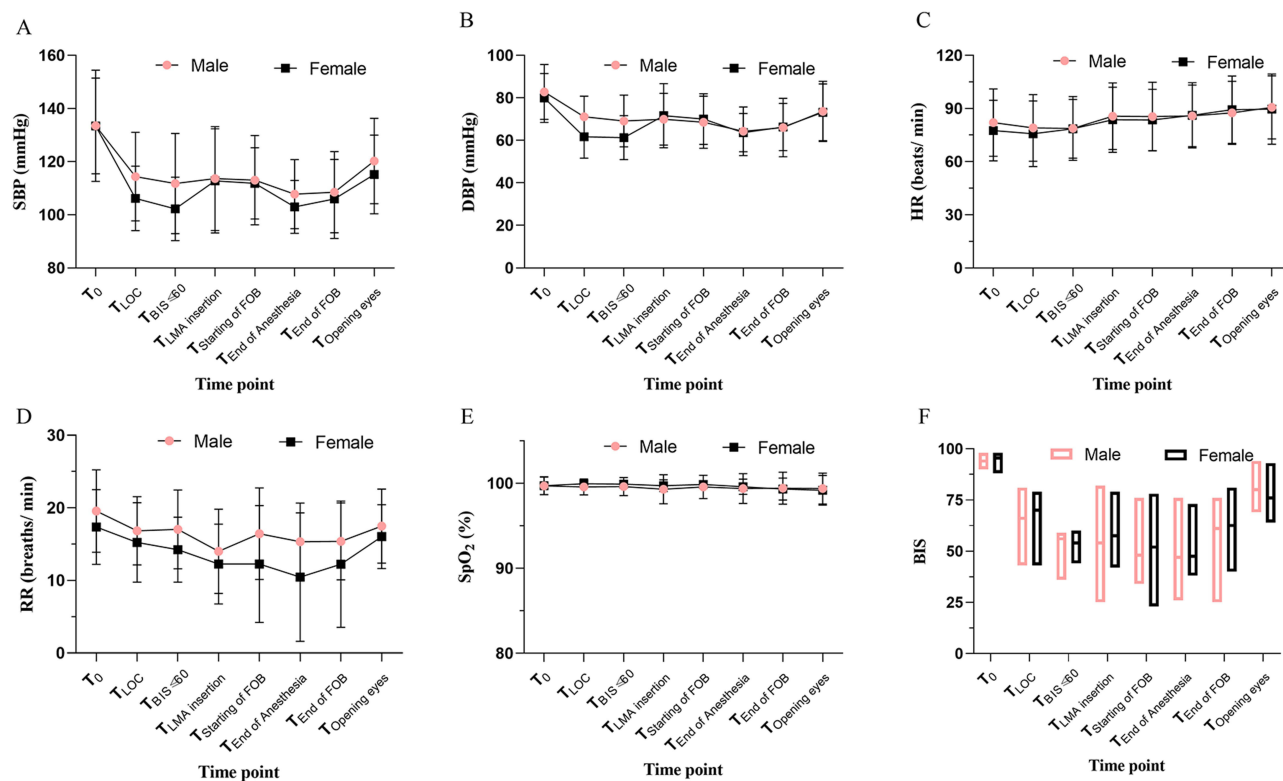 A
SBP (mmHg)
160
140
120
100
80
Male
Female
T0
TLOC
TBIS ≤60
TLMA insertion
TStarting of FOB
TEnd of Anesthesia
TEnd of FOB
TOpening eyes
Time point
B
DBP (mmHg)
100
80
60
40
20
0
Male
Female
T0
TLOC
TBIS ≤60
TLMA insertion
TStarting of FOB
TEnd of Anesthesia
TEnd of FOB
TOpening eyes
Time point
C
HR (beats/ min)
120
90
60
30
0
Male
Female
T0
TLOC
TBIS ≤60
TLMA insertion
TStarting of FOB
TEnd of Anesthesia
TEnd of FOB
TOpening eyes
Time point
D
RR (breaths/ min)
30
20
10
0
Male
Female
T0
TLOC
TBIS ≤60
TLMA insertion
TStarting of FOB
TEnd of Anesthesia
TEnd of FOB
TOpening eyes
Time point
E
SpO2 (%)
100
90
80
Male
Female
T0
TLOC
TBIS ≤60
TLMA insertion
TStarting of FOB
TEnd of Anesthesia
TEnd of FOB
TOpening eyes
Time point
F
BIS
100
75
50
25
0
Male
Female
T0
TLOC
TBIS ≤60
TLMA insertion
TStarting of FOB
TEnd of Anesthesia
TEnd of FOB
TOpening eyes
Time point